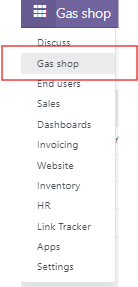 Gas shop
Discuss
Gas shop
End users
Sales
Dashboards
Invoicing
Website
Inventory
HR
Link Tracker
Apps
Settings